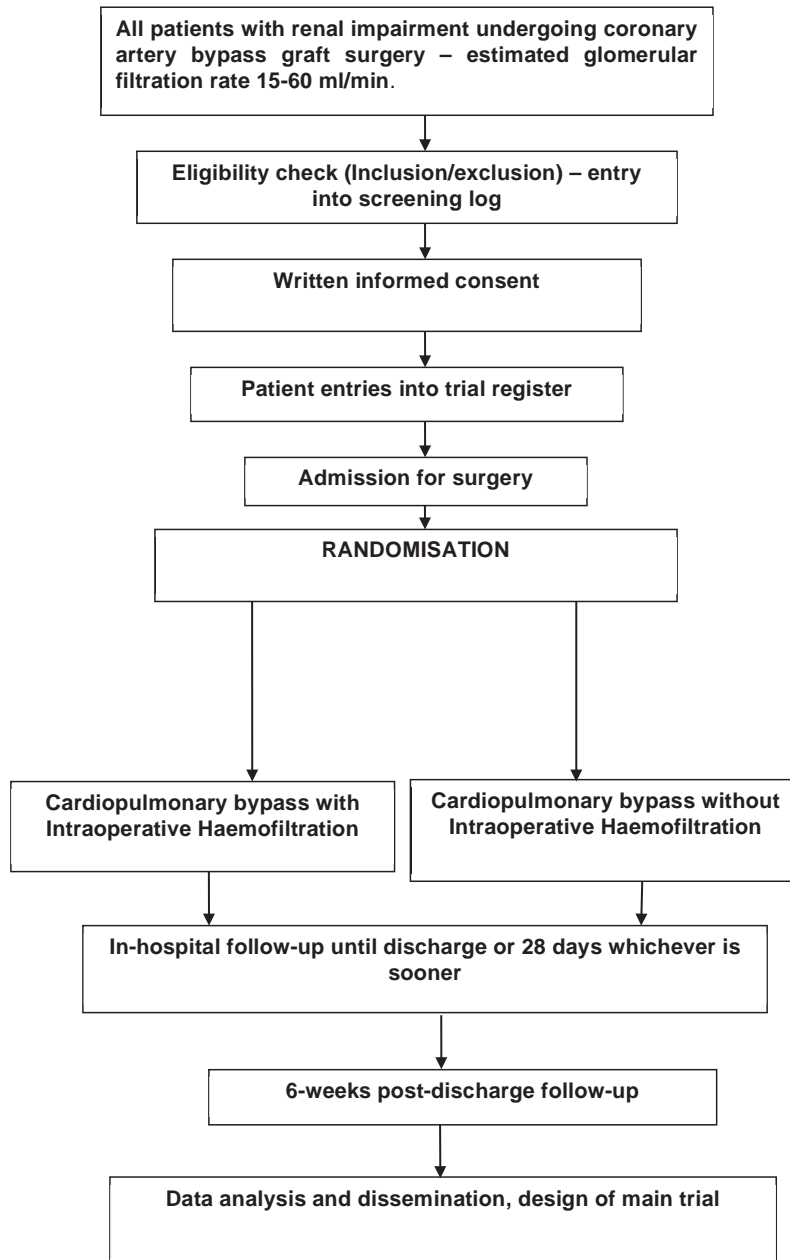 All patients with renal impairment undergoing coronary
artery bypass graft surgery – estimated glomerular
filtration rate 15-60 ml/min.
Eligibility check (Inclusion/exclusion) – entry
into screening log
Written informed consent
Patient entries into trial register
Admission for surgery
RANDOMISATION
Cardiopulmonary bypass with
Intraoperative Haemofiltration
Cardiopulmonary bypass without
Intraoperative Haemofiltration
In-hospital follow-up until discharge or 28 days whichever is
sooner
6-weeks post-discharge follow-up
Data analysis and dissemination, design of main trial